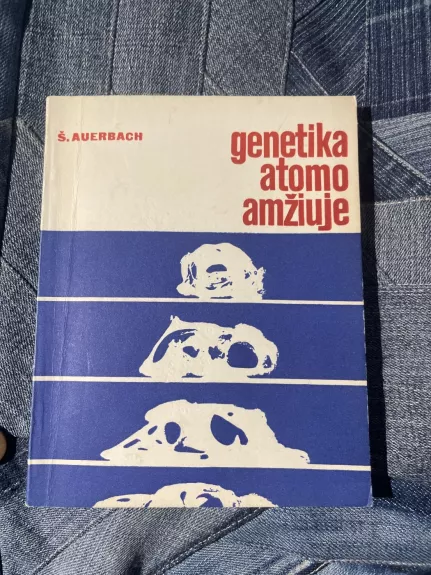 Š. AUERBACH
genetika
atomo
amžiuje